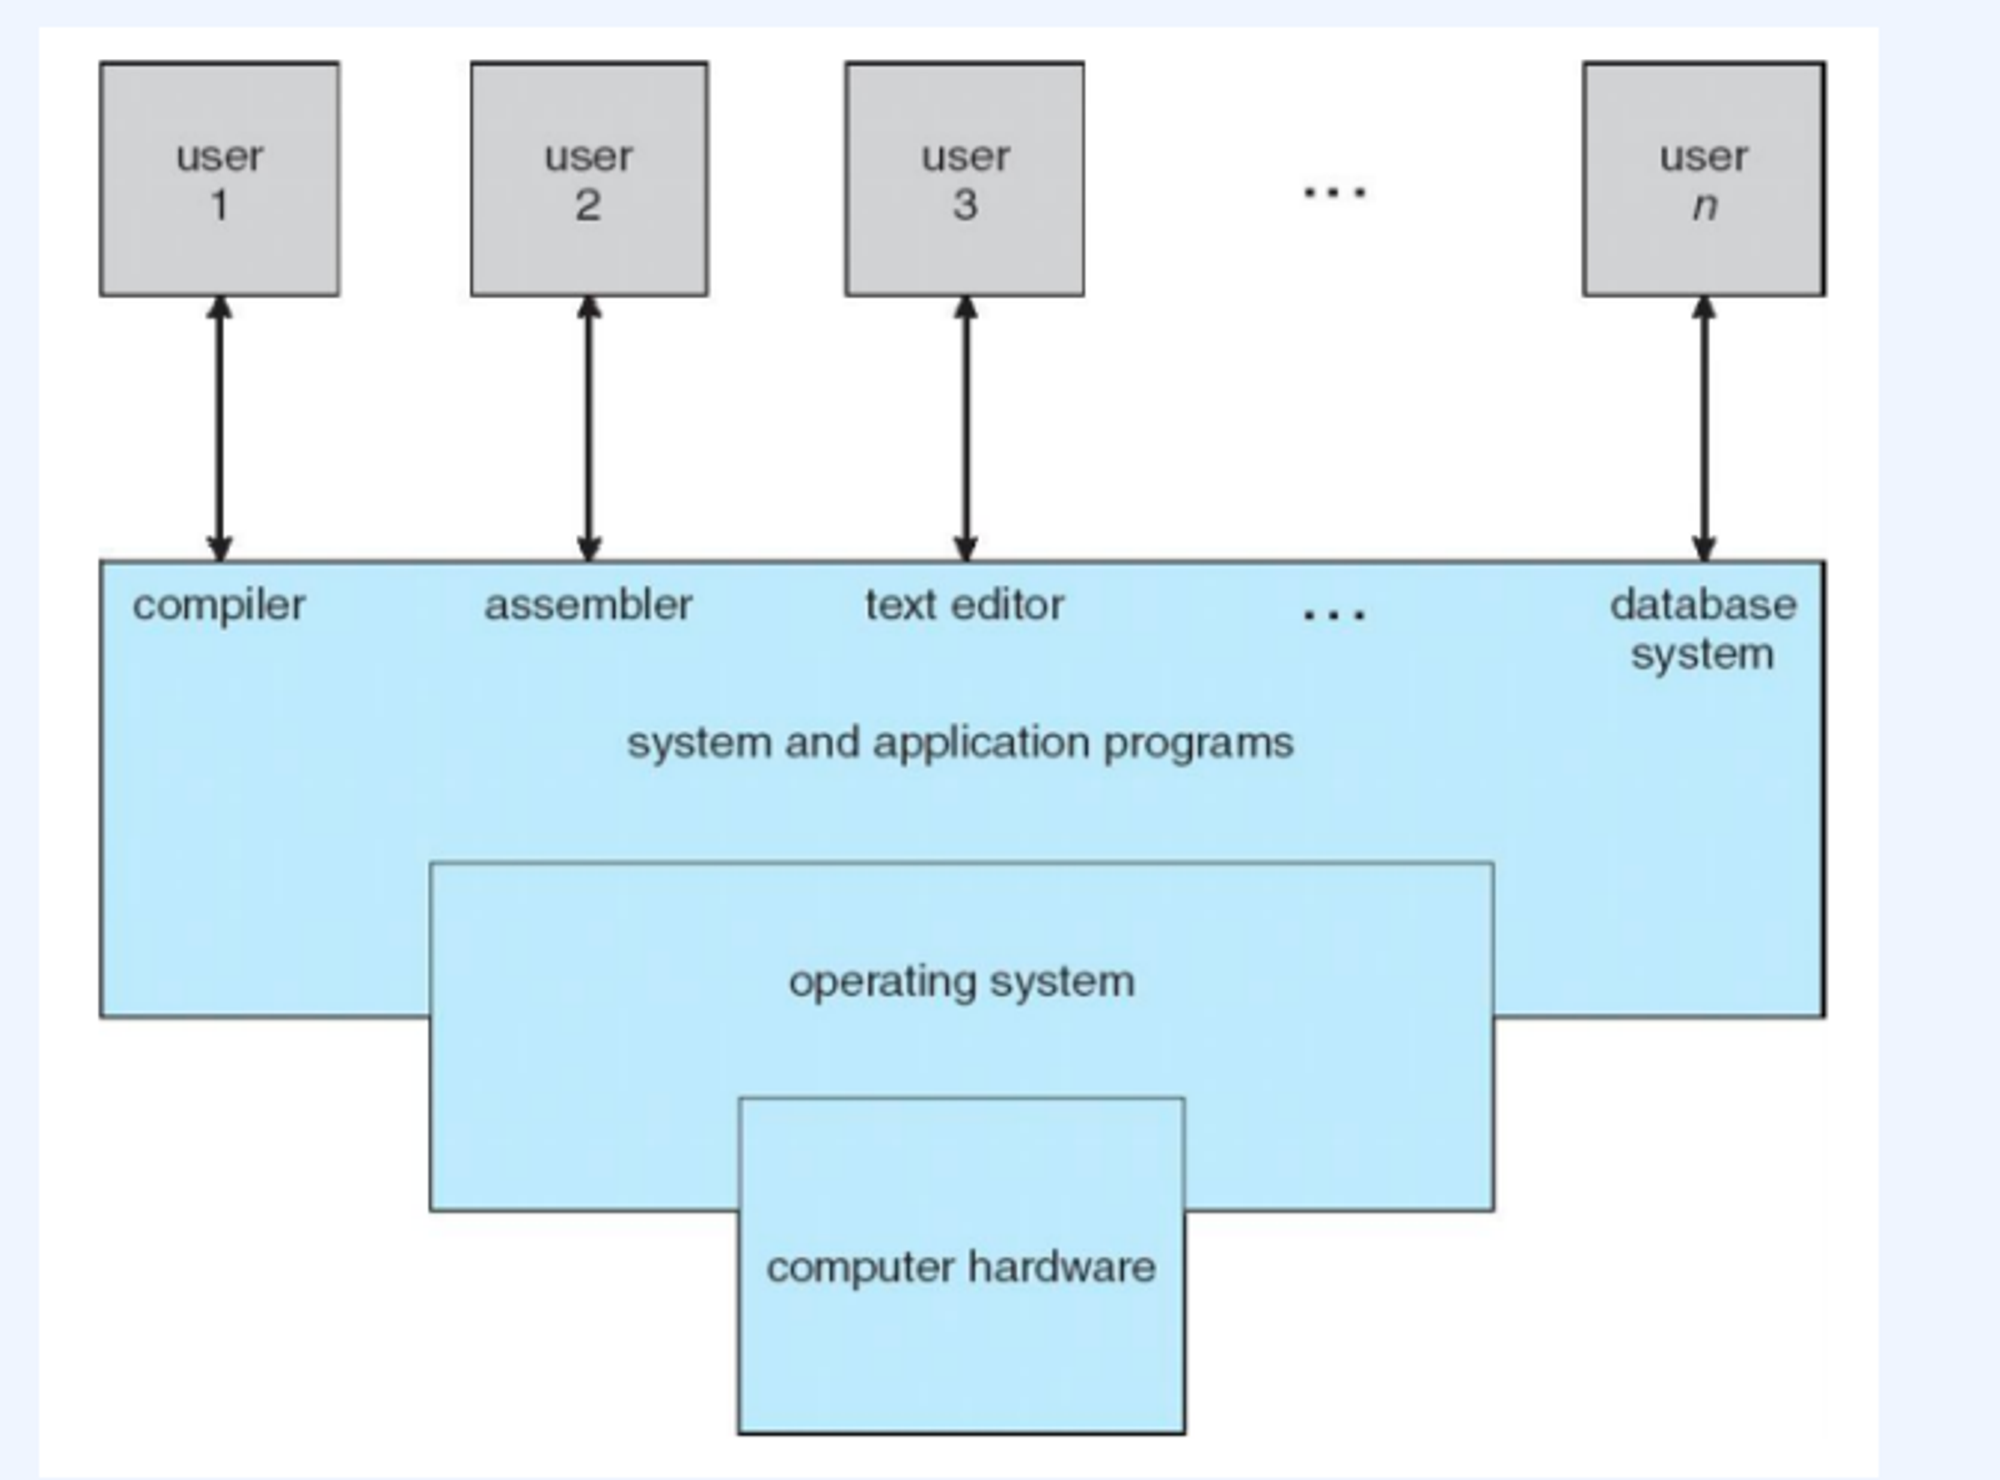 user
1
user
2
user
3
...
user
n
compiler
assembler
text editor
...
database
system
system and application programs
operating system
computer hardware